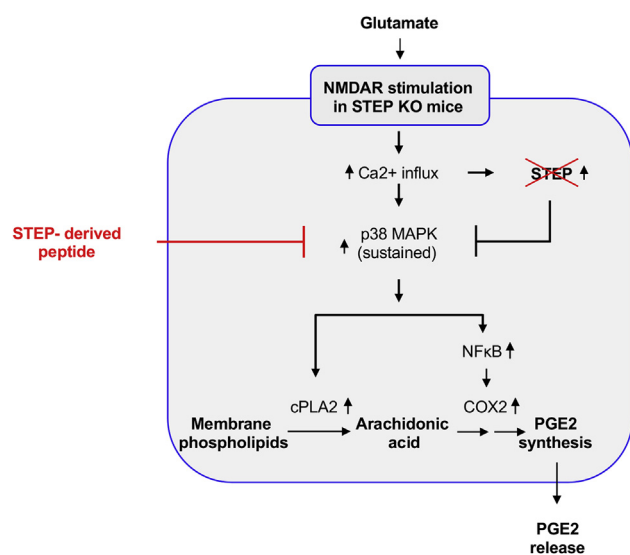 Glutamate
NMDAR stimulation
in STEP KO mice
Ca2+ influx
STEP
STEP- derived
peptide
p38 MAPK
(sustained)
NFκB
cPLA2
COX2
Membrane
phospholipids
Arachidonic
acid
PGE2
synthesis
PGE2
release